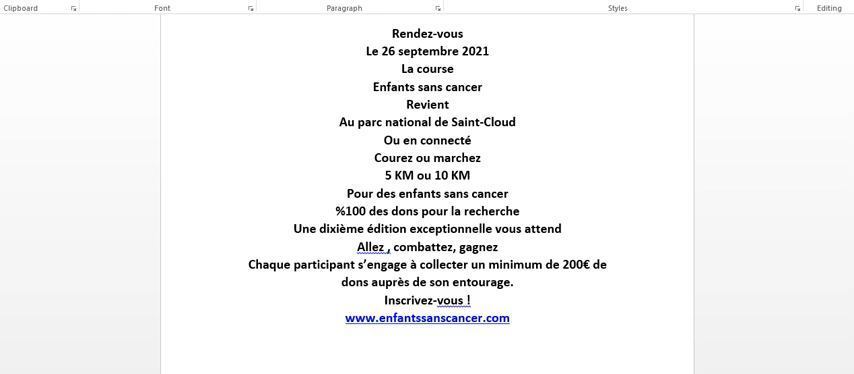 Clipboard Font Paragraph Styles Editing
Rendez-vous
Le 26 septembre 2021
La course
Enfants sans cancer
Revient
Au parc national de Saint-Cloud
Ou en connecté
Courez ou marchez
5 KM ou 10 KM
Pour des enfants sans cancer
%100 des dons pour la recherche
Une dixième édition exceptionnelle vous attend
Allez , combattez, gagnez
Chaque participant s’engage à collecter un minimum de 200€ de
dons auprès de son entourage.
Inscrivez-vous !
www.enfantssanscancer.com